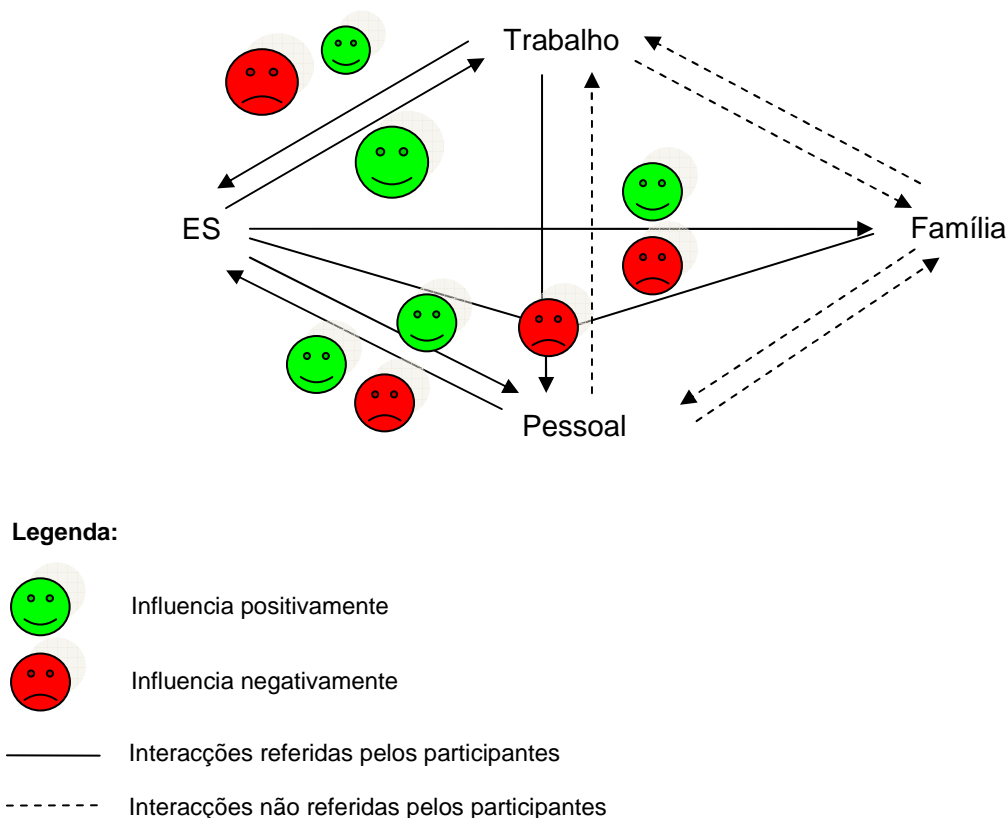 Trabalho
ES
Família
Pessoal
Legenda:
Influencia positivamente
Influencia negativamente
Interacções referidas pelos participantes
Interacções não referidas pelos participantes